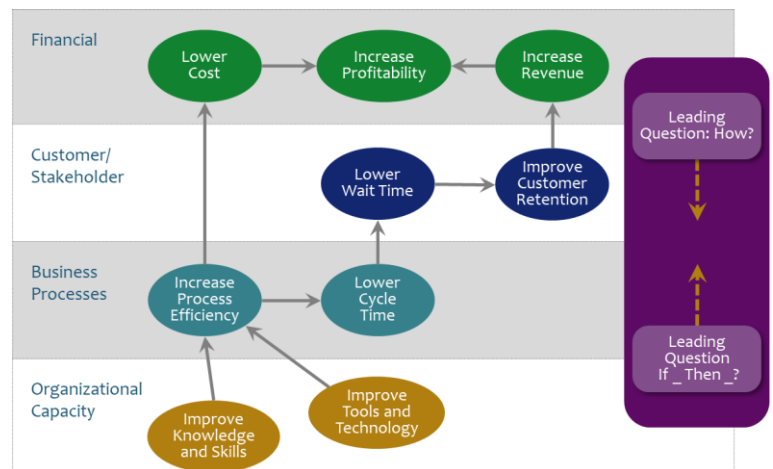 Financial
Lower
Cost
Increase
Profitability
Increase
Revenue
Leading
Question: How?
Customer/
Stakeholder
Lower
Wait Time
Improve
Customer
Retention
Business
Processes
Increase
Process
Efficiency
Lower
Cycle
Time
Leading
Question
If _ Then _?
Organizational
Capacity
Improve
Knowledge
and Skills
Improve
Tools and
Technology